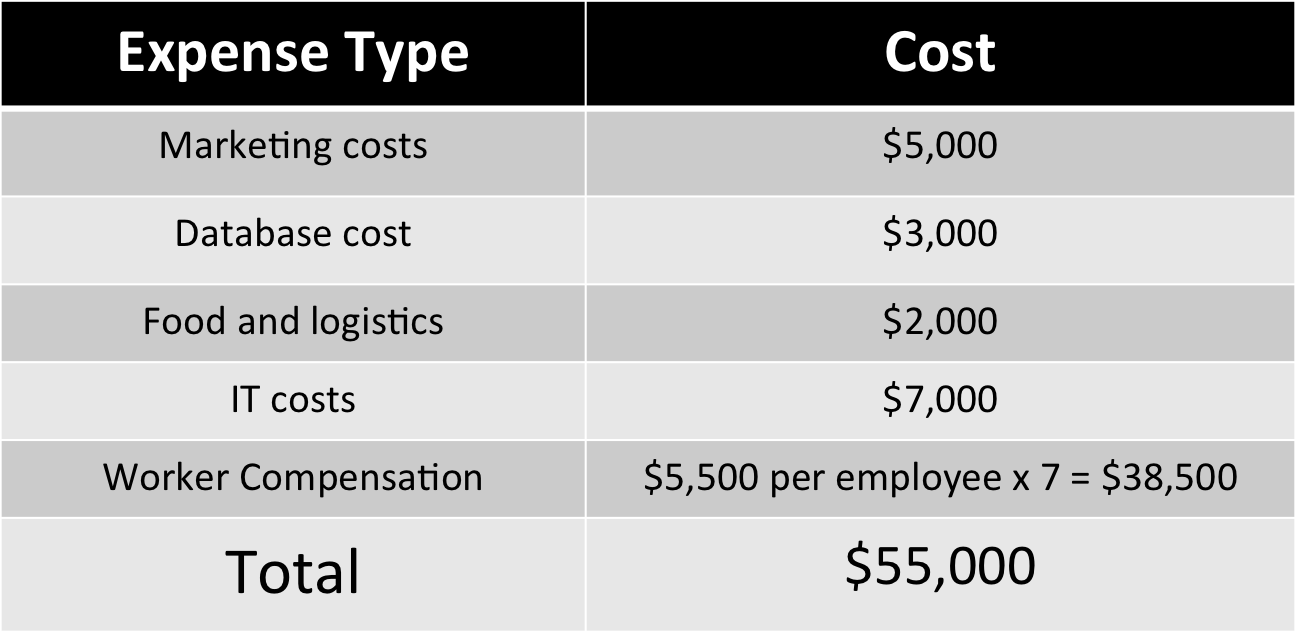 Expense Type Cost
Marketing costs $5,000
Database cost $3,000
Food and logistics $2,000
IT costs $7,000
Worker Compensation $5,500 per employee x 7 = $38,500
Total $55,000